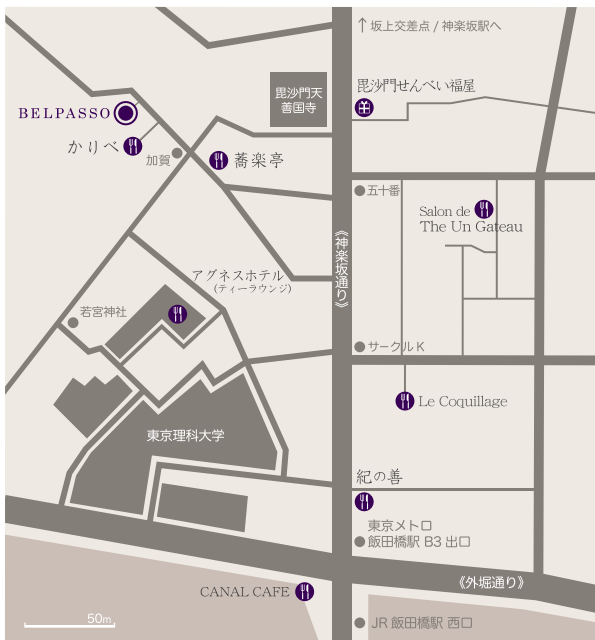 ↑坂上交差点 / 神楽坂駅へ
毘沙門天
善国寺
毘沙門せんべい福屋
BELPASSO
かりべ
加賀
蕎楽亭
五十番
Salon de
The Un Gateau
《神楽坂通り》
アグネスホテル
(ティーラウンジ)
若宮神社
サークルK
Le Coquillage
東京理科大学
紀の善
東京メトロ
飯田橋駅 B3 出口
《外堀通り》
CANAL CAFE
50m
JR 飯田橋駅 西口